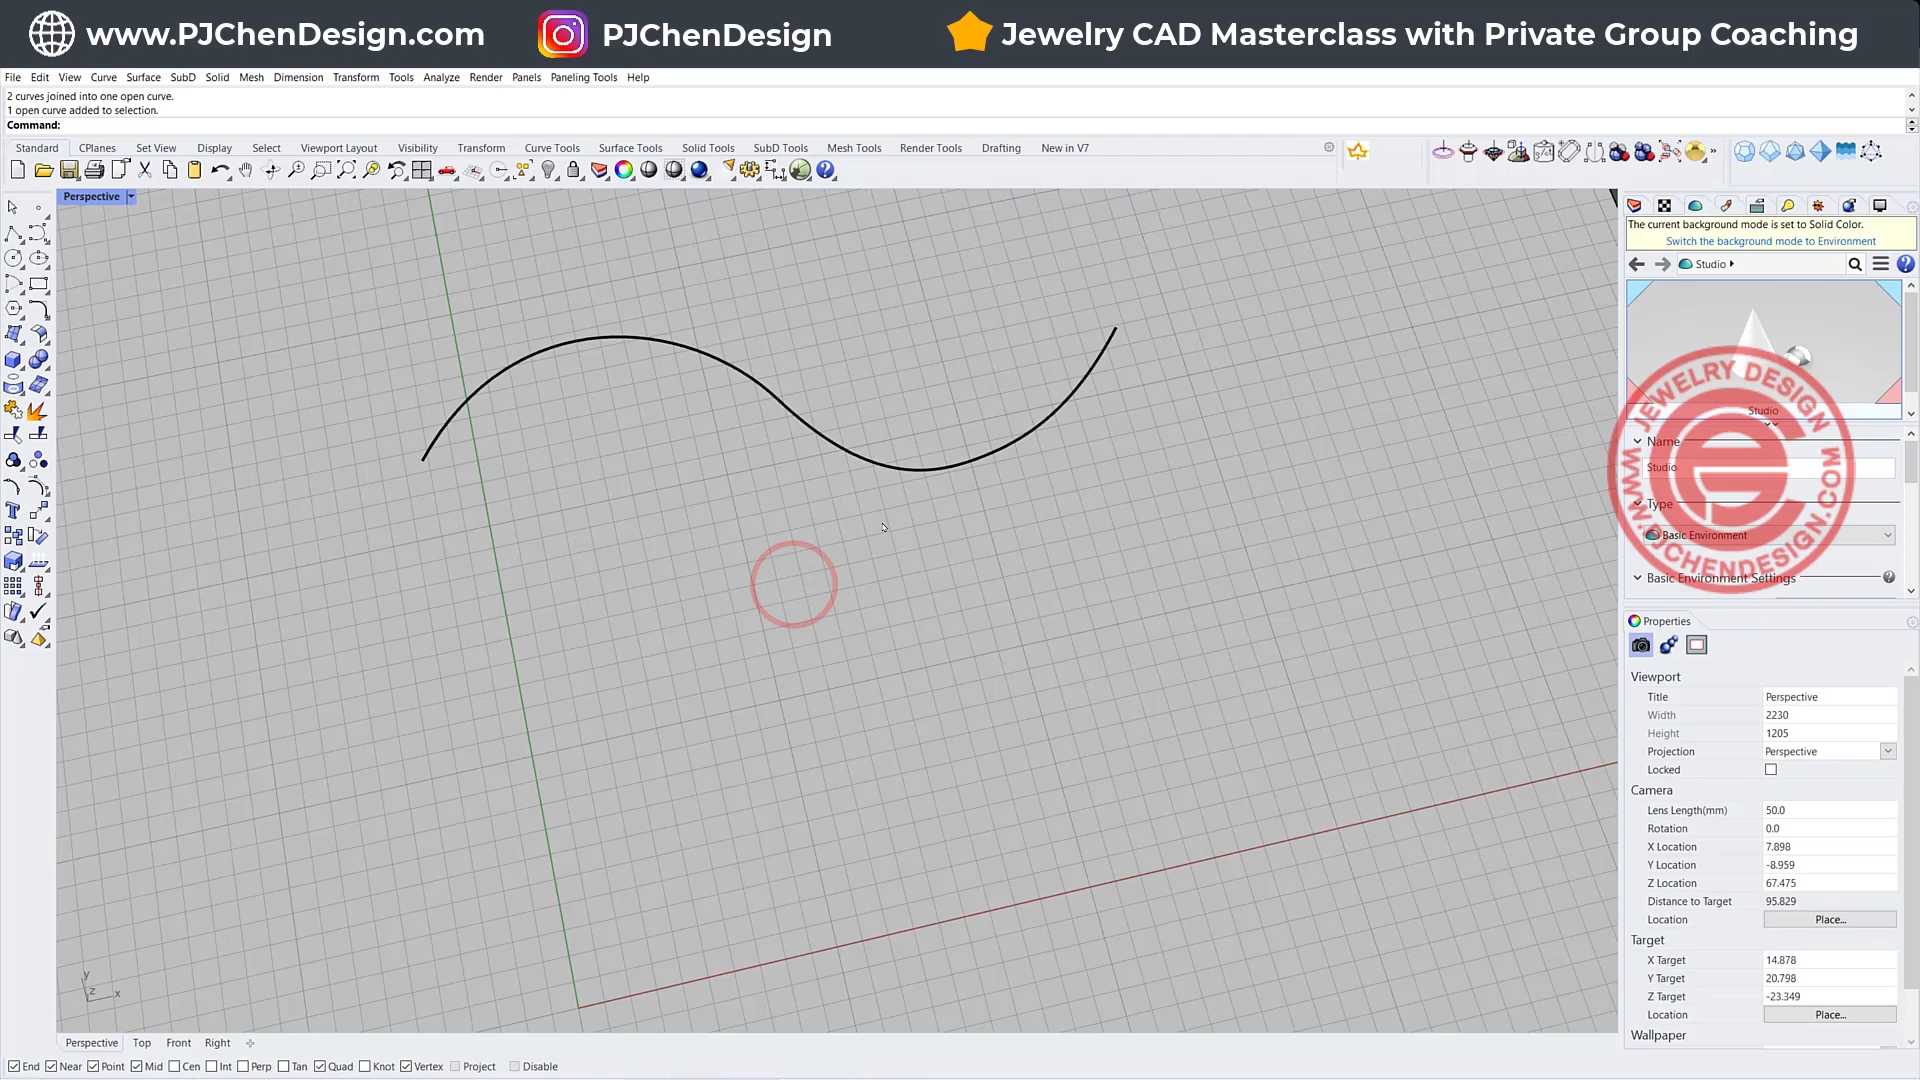 www.PJChenDesign.com PJChenDesign Jewelry CAD Masterclass with Private Group Coaching
File Edit View Curve Surface SubD Solid Mesh Dimension Transform Tools Analyze Render Panels Paneling Tools Help
2 curves joined into one open curve.
1 open curve added to selection.
Command:
Standard CPlanes Set View Display Select Viewport Layout Visibility Transform Curve Tools Surface Tools Solid Tools SubD Tools Mesh Tools Render Tools Drafting New in V7
Perspective
The current background mode is set to Solid Color.
Switch the background mode to Environment
Studio
Studio
Name
Studio
Type
Basic Environment
Basic Environment Settings
JEWELRY DESIGN
WWW.PJCHENDESIGN.COM
Properties
Viewport
Title Perspective
Width 2230
Height 1205
Projection Perspective
Locked
Camera
Lens Length(mm) 50.0
Rotation 0.0
X Location 7.898
Y Location -8.959
Z Location 67.475
Distance to Target 95.829
Location Place...
Target
X Target 14.878
Y Target 20.798
Z Target -23.349
Location Place...
Wallpaper
y
z x
Perspective Top Front Right
End Near Point Mid Cen Int Perp Tan Quad Knot Vertex Project Disable